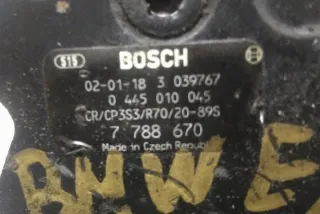 S15 BOSCH
02-01-18 3 039767
0 445 010 045
CR/CP3S3/R70/20-89S
7 788 670
Made in Czech Republic
BMW E